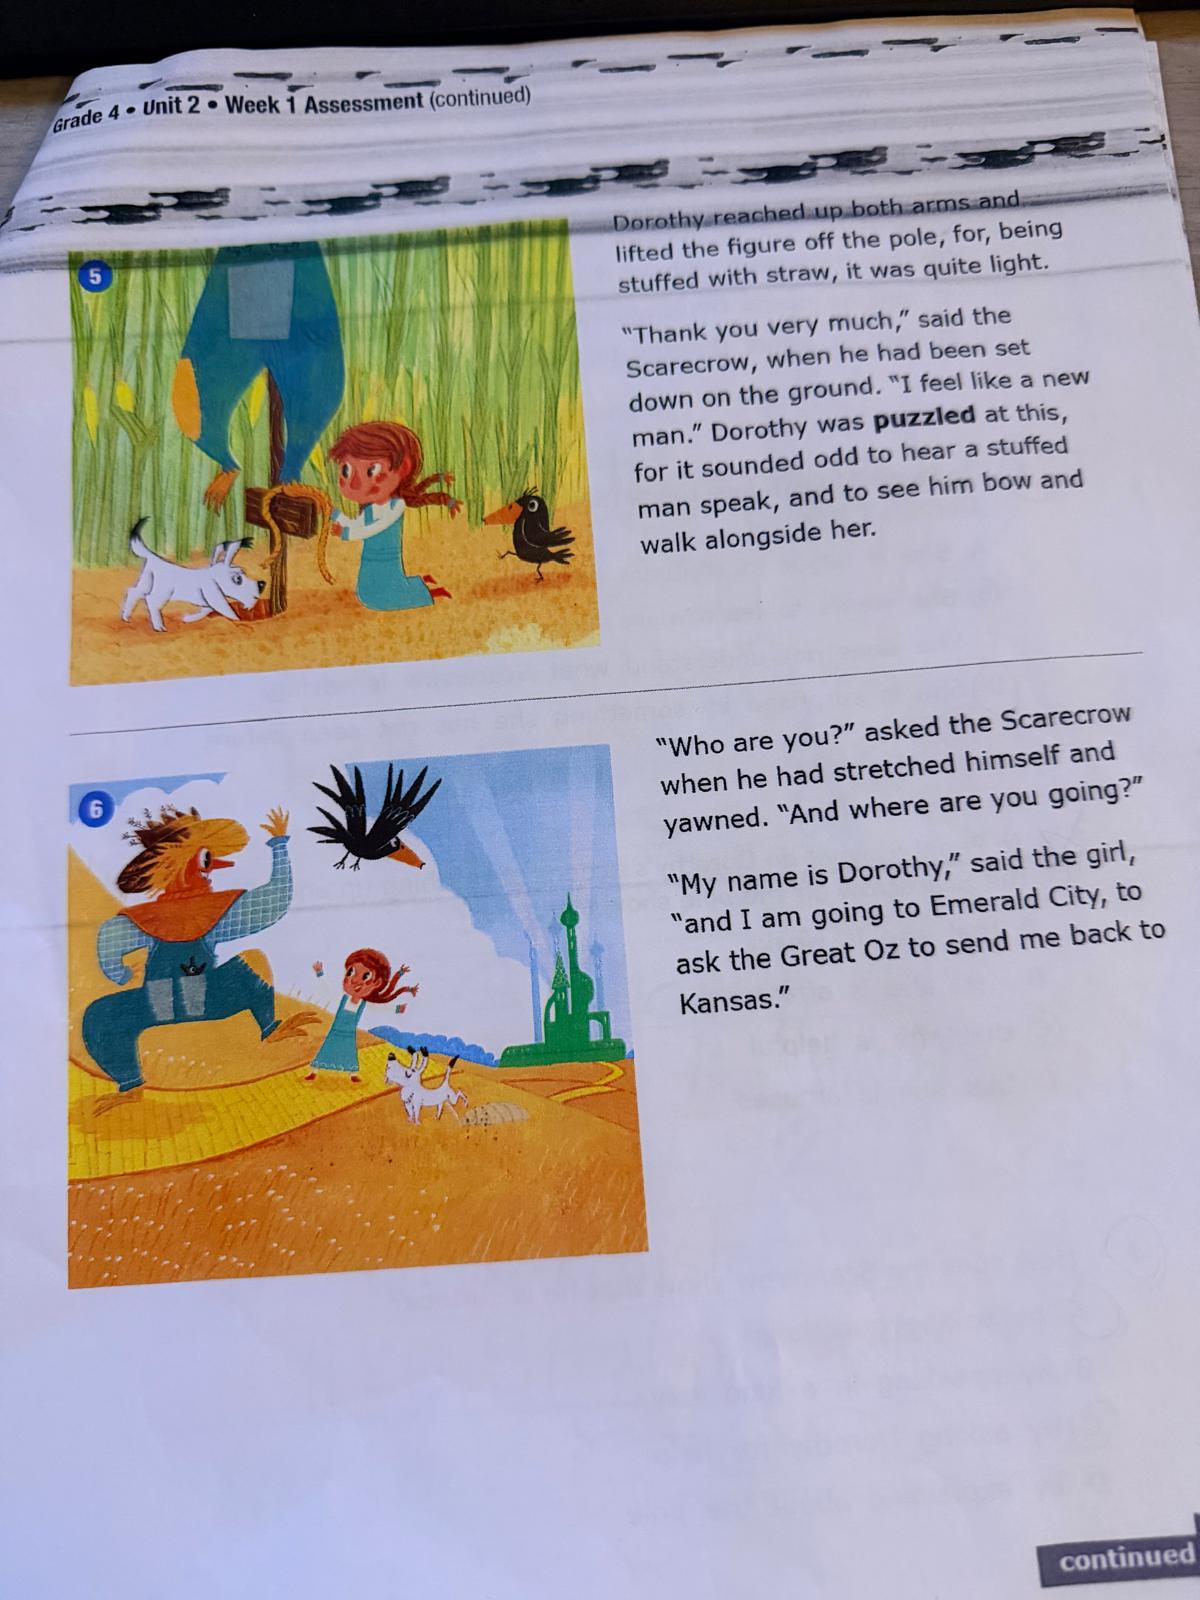 Grade 4 • Unit 2 • Week 1 Assessment (continued)
5
Dorothy reached up both arms and
lifted the figure off the pole, for, being
stuffed with straw, it was quite light.
“Thank you very much,” said the
Scarecrow, when he had been set
down on the ground. “I feel like a new
man.” Dorothy was puzzled at this,
for it sounded odd to hear a stuffed
man speak, and to see him bow and
walk alongside her.
6
“Who are you?” asked the Scarecrow
when he had stretched himself and
yawned. “And where are you going?”
“My name is Dorothy,” said the girl,
“and I am going to Emerald City, to
ask the Great Oz to send me back to
Kansas.”
continued